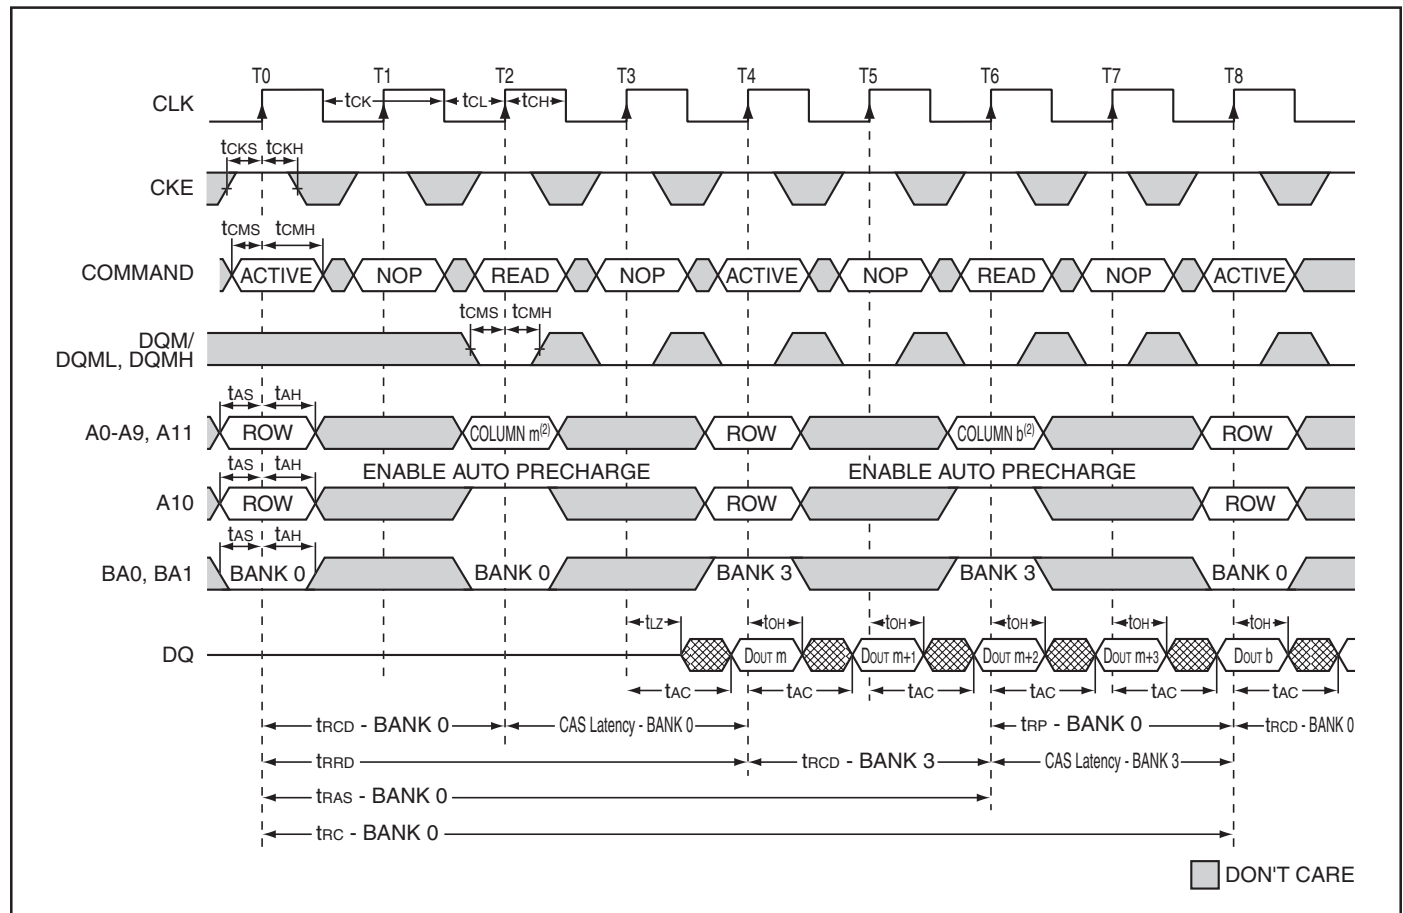 T0 T1 T2 T3 T4 T5 T6 T7 T8
CLK tCK tCL tCH
tCKS tCKH
CKE
tCMS tCMH
COMMAND ACTIVE NOP READ NOP ACTIVE NOP READ NOP ACTIVE
tCMS tCMH
DQM/
DQML, DQMH
tAS tAH
A0-A9, A11 ROW COLUMN m(2) ROW COLUMN b(2) ROW
tAS tAH ENABLE AUTO PRECHARGE ENABLE AUTO PRECHARGE
A10 ROW ROW ROW
tAS tAH
BA0, BA1 BANK 0 BANK 0 BANK 3 BANK 3 BANK 0
tLZ tOH tOH tOH tOH tOH
DQ DOUT m DOUT m+1 DOUT m+2 DOUT m+3 DOUT b
tAC tAC tAC tAC tAC tAC
tRCD - BANK 0 CAS Latency - BANK 0 tRP - BANK 0 tRCD - BANK 0
tRRD tRCD - BANK 3 CAS Latency - BANK 3
tRAS - BANK 0
tRC - BANK 0
DON'T CARE